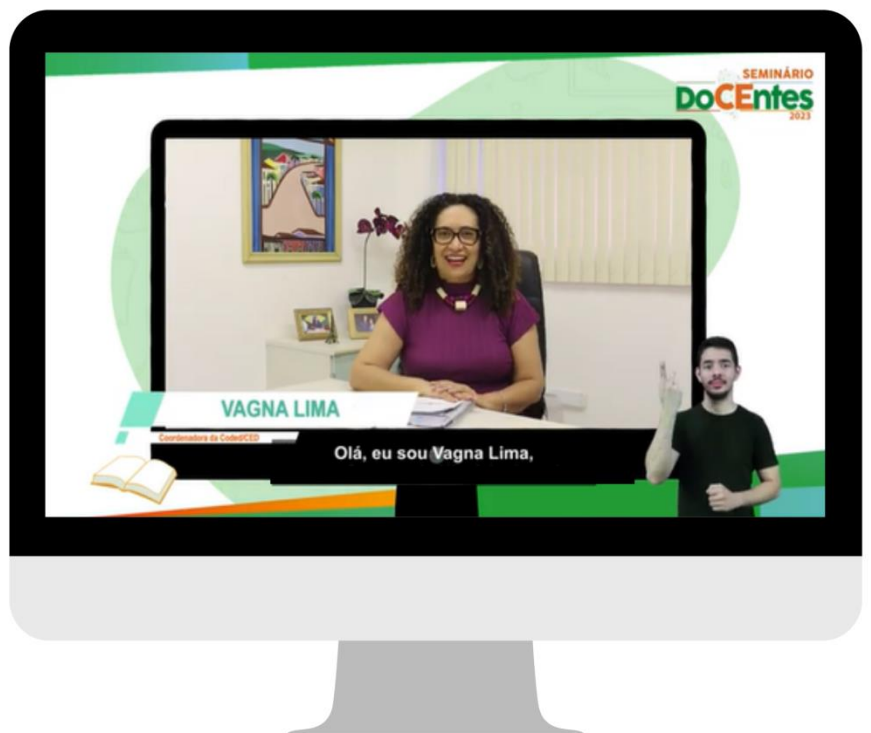 SEMINÁRIO
DoCEntes
2023
VAGNA LIMA
Coordenadora da Coded/CED
Olá, eu sou Vagna Lima,